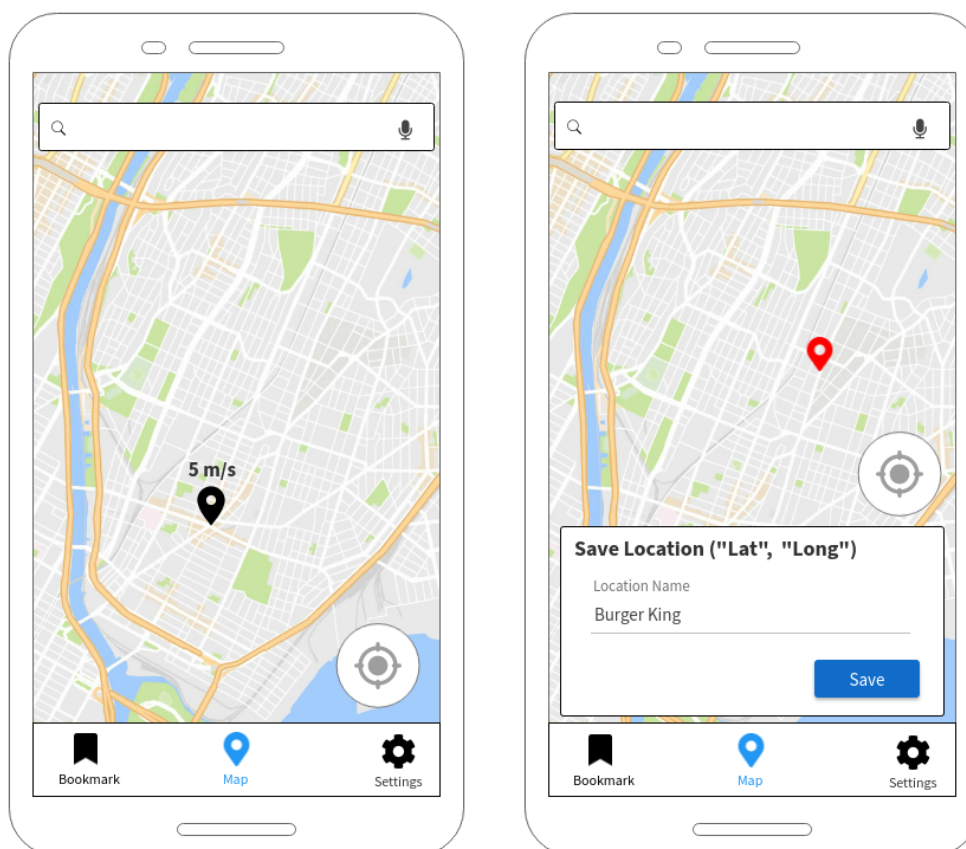 5 m/s
Bookmark
Map
Settings
Save Location ("Lat", "Long")
Location Name
Burger King
Save
Bookmark
Map
Settings